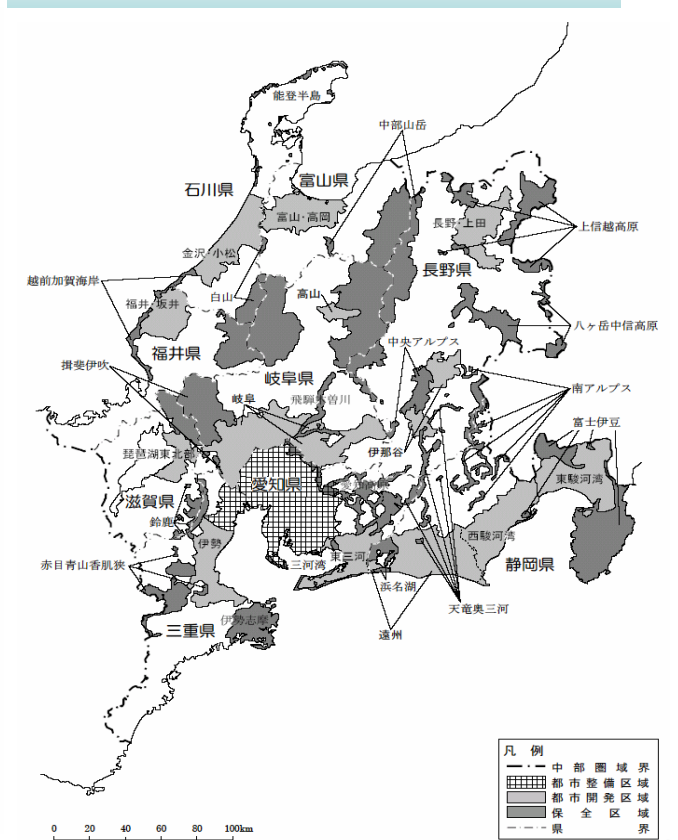 能登半島
中部山岳
石川県
富山県
富山・高岡
長野・上田
上信越高原
金沢・小松
長野県
越前加賀海岸
白山
高山
福井・坂井
八ヶ岳中信高原
福井県
中央アルプス
揖斐伊吹
岐阜県
岐阜
飛騨木曽川
南アルプス
富士伊豆
伊那谷
琵琶湖東北部
愛知県
東駿河湾
滋賀県
鈴鹿
伊勢
西駿河湾
東三河
赤目青山香肌狭
三河湾
浜名湖
静岡県
天竜奥三河
伊勢志摩
三重県
遠州
凡例
中部圏域界
都市整備区域
都市開発区域
保全区域
県界
0 20 40 60 80 100km